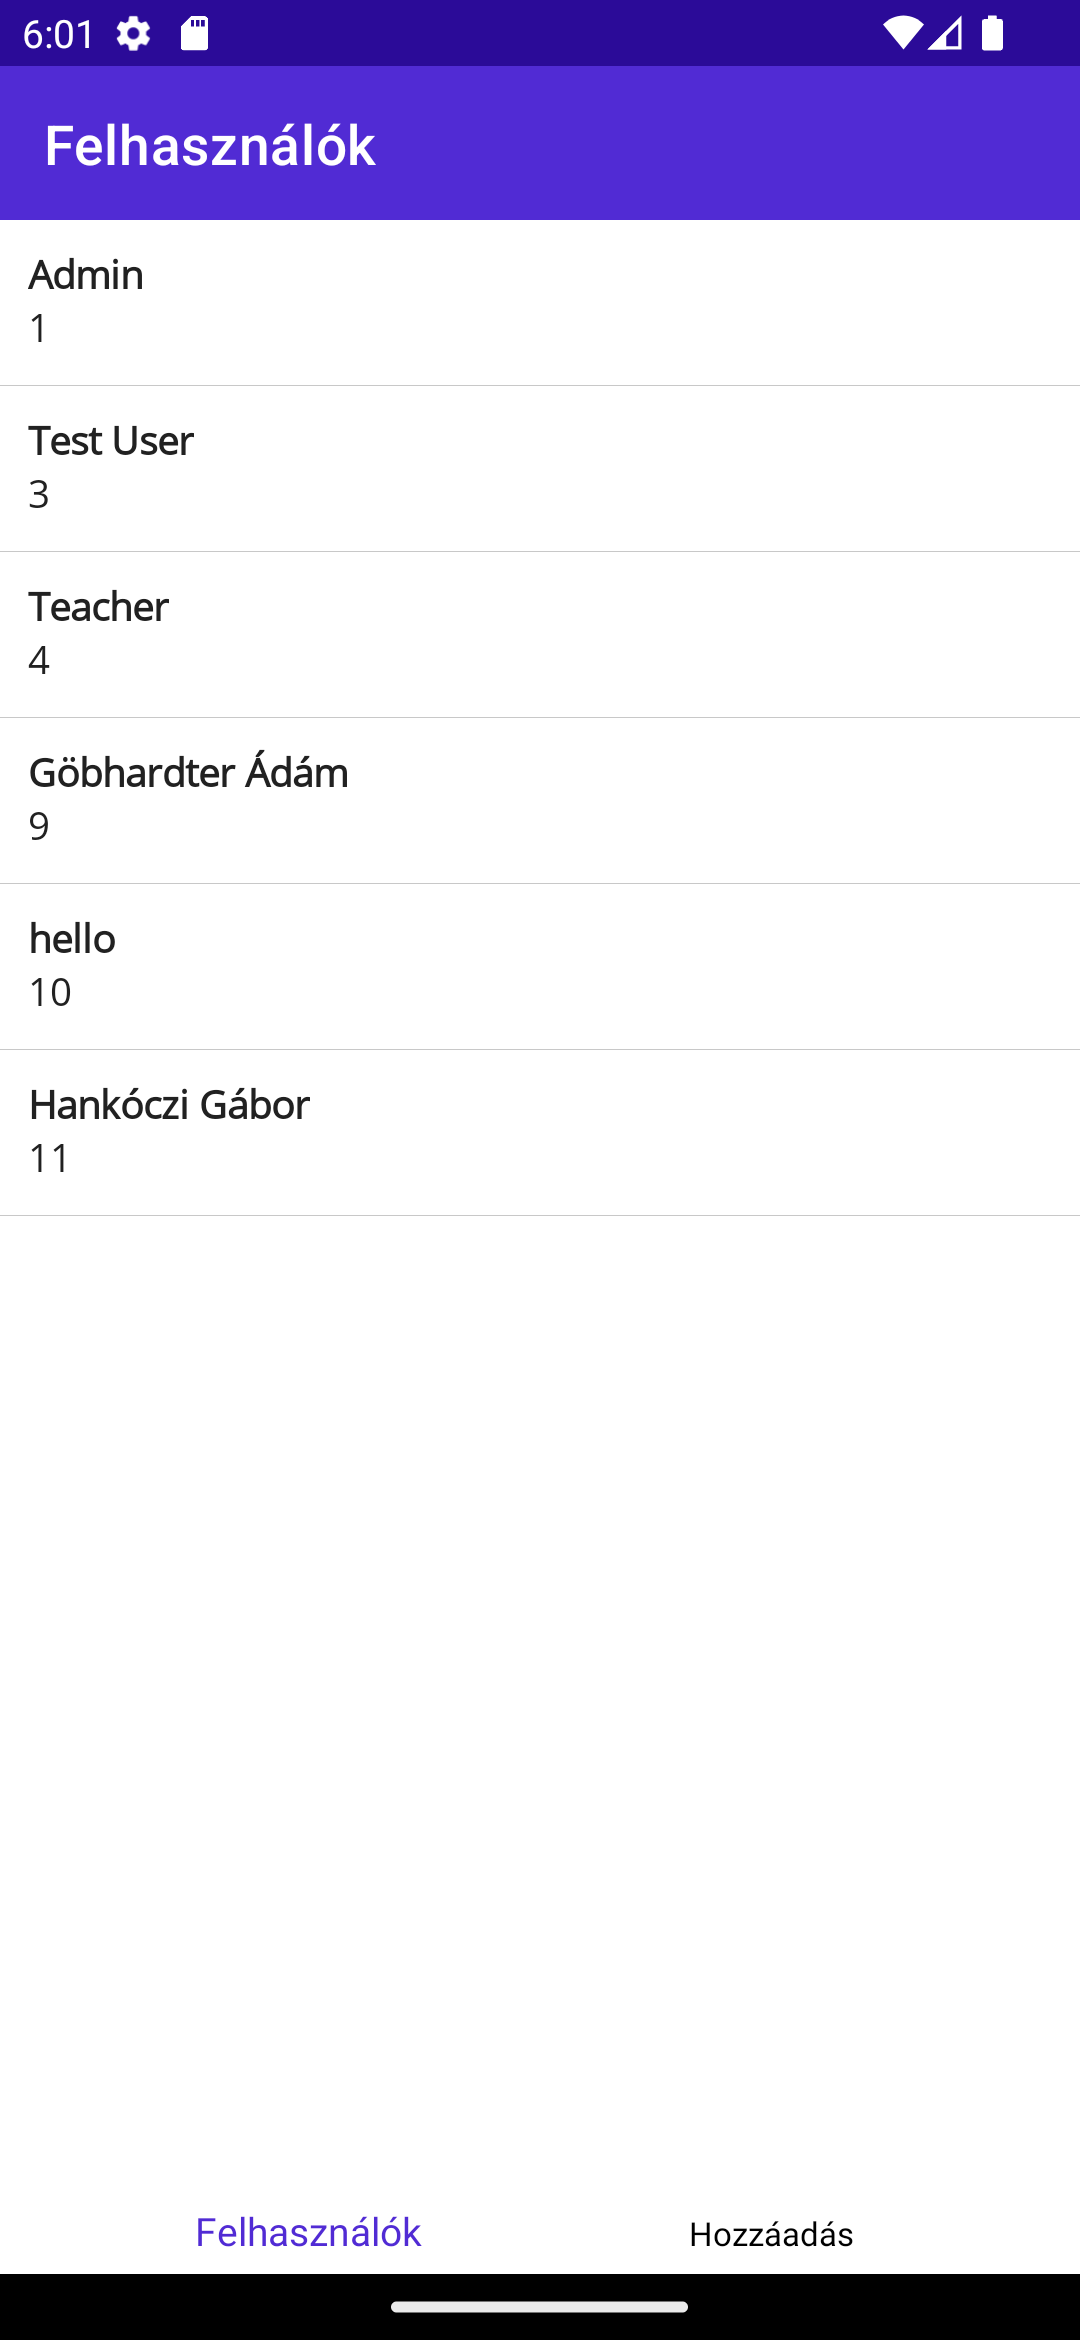 6:01
Felhasználók
Admin
1
Test User
3
Teacher
4
Göbhardter Ádám
9
hello
10
Hankóczi Gábor
11
Felhasználók
Hozzáadás